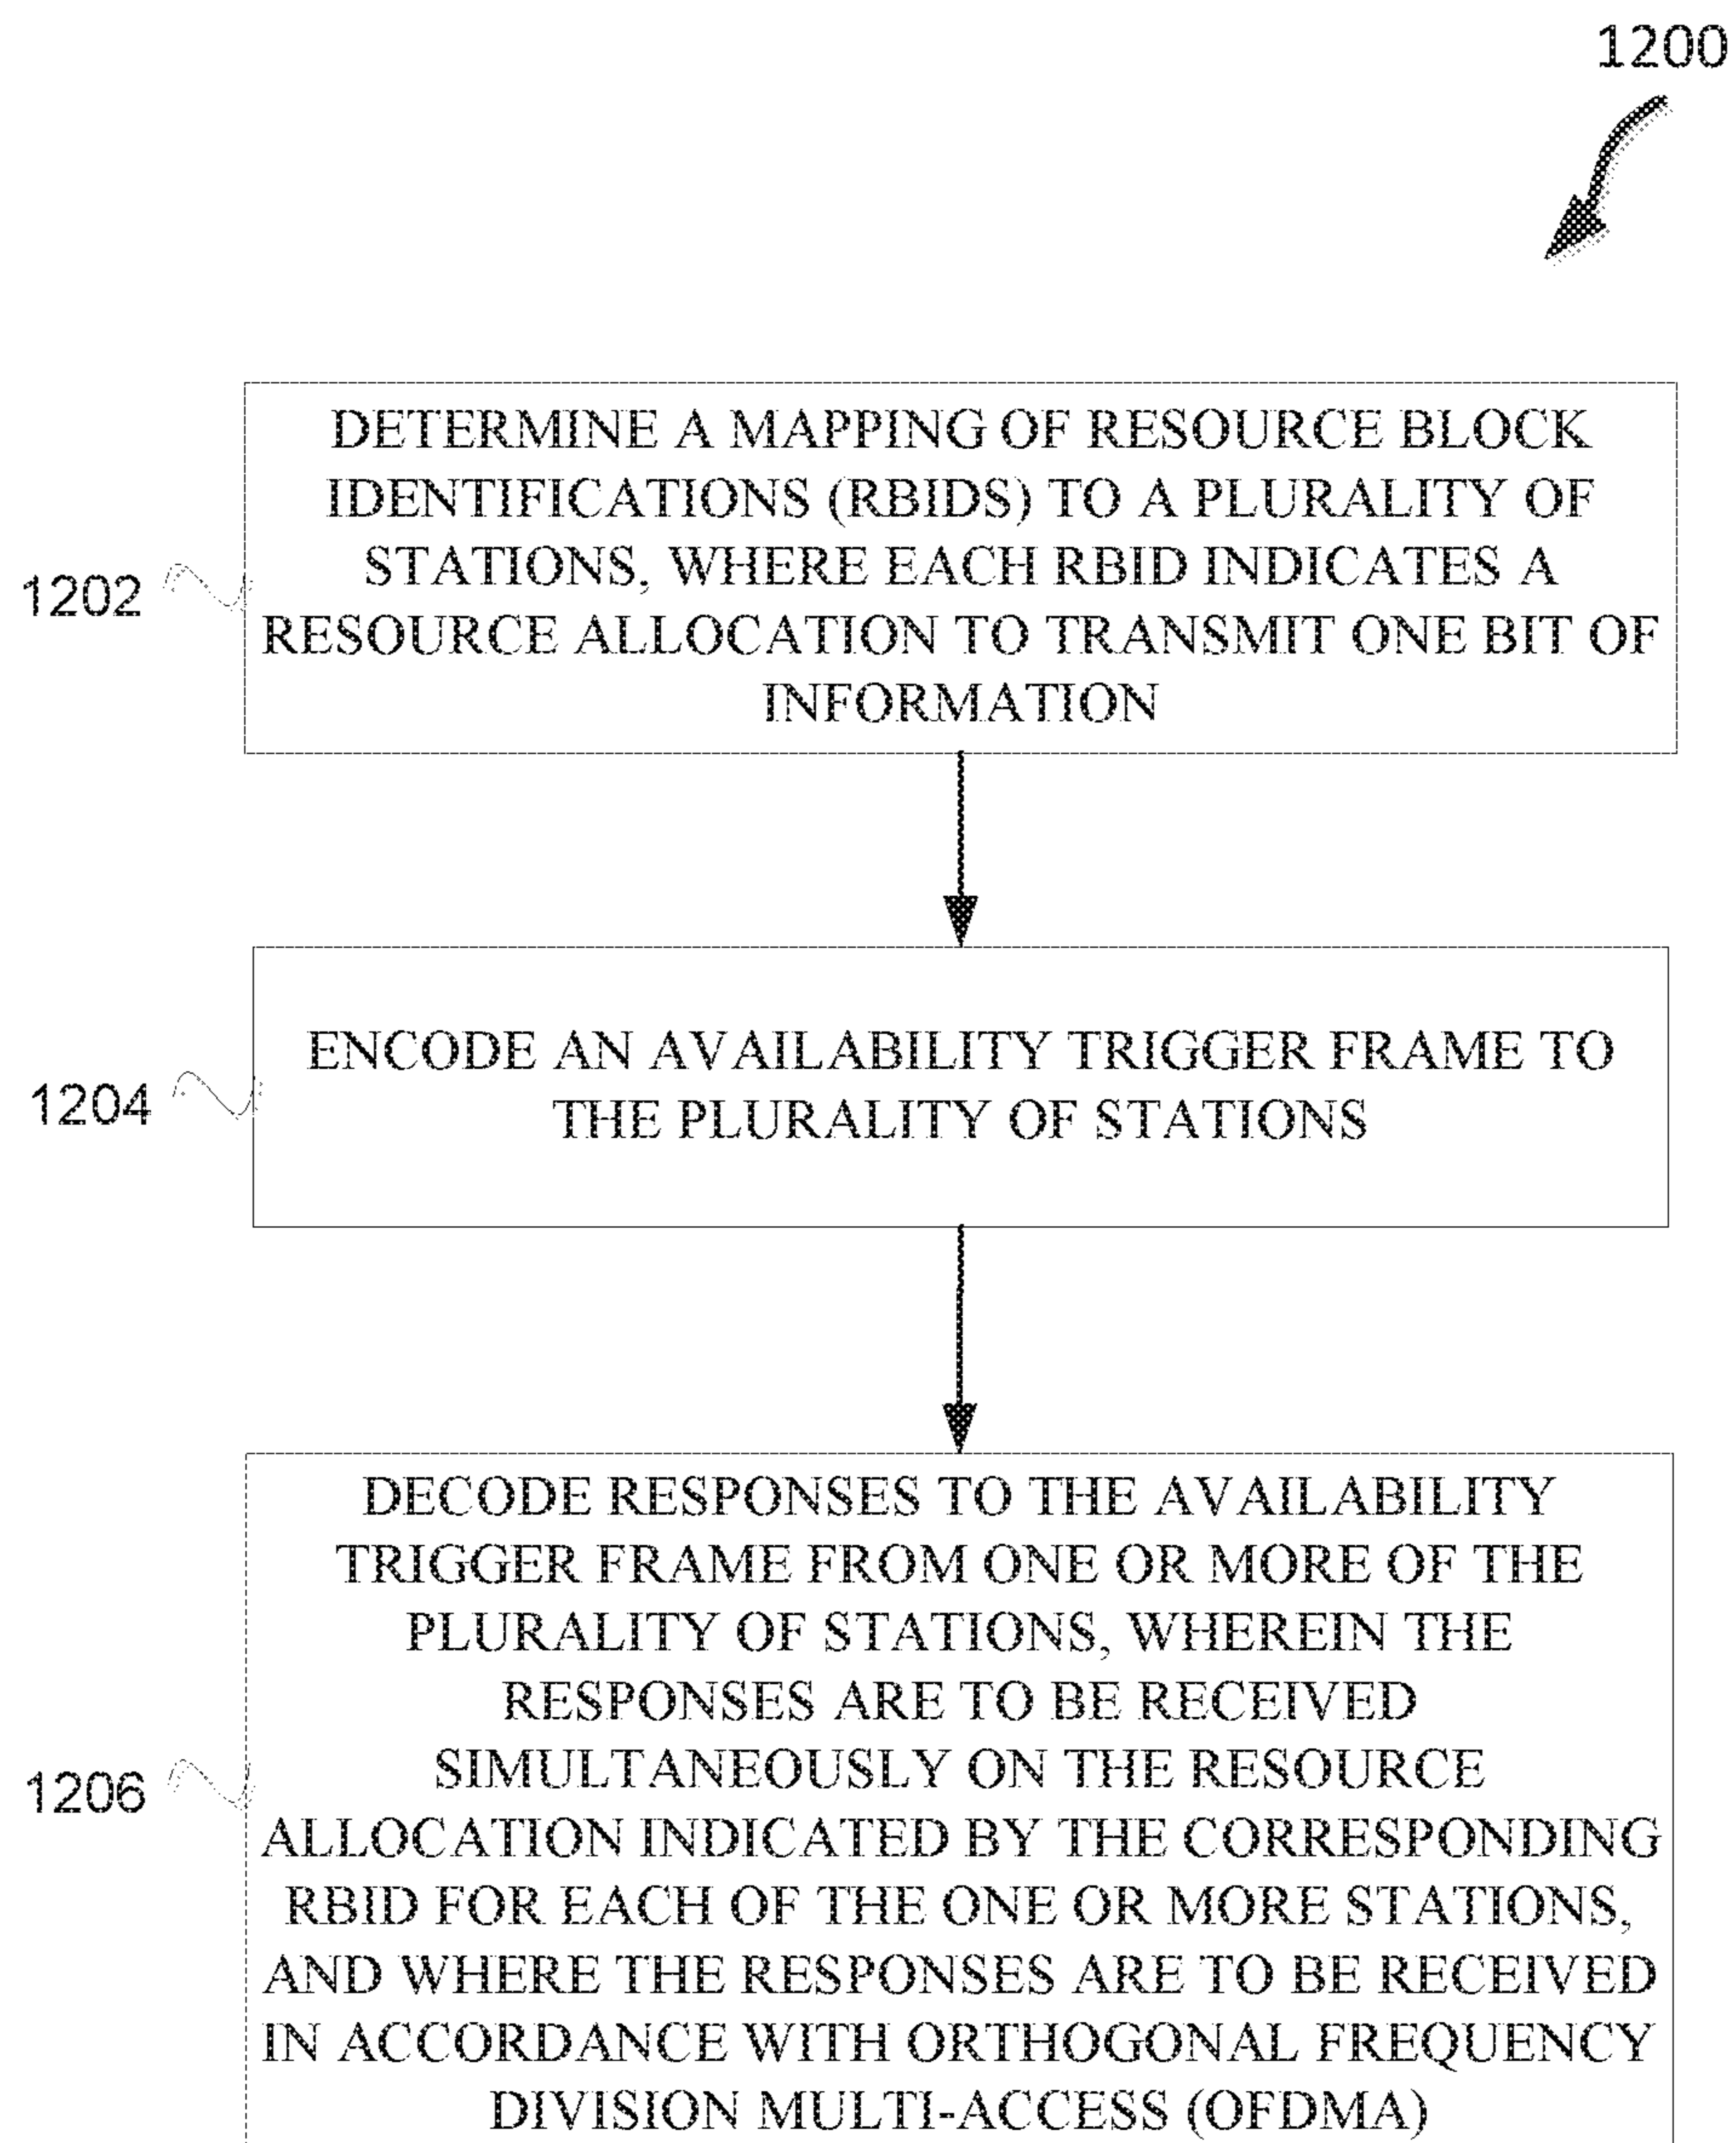 1200
DETERMINE A MAPPING OF RESOURCE BLOCK
IDENTIFICATIONS (RBIDS) TO A PLURALITY OF
STATIONS, WHERE EACH RBID INDICATES A
RESOURCE ALLOCATION TO TRANSMIT ONE BIT OF
INFORMATION
1202
ENCODE AN AVAILABILITY TRIGGER FRAME TO
THE PLURALITY OF STATIONS
1204
DECODE RESPONSES TO THE AVAILABILITY
TRIGGER FRAME FROM ONE OR MORE OF THE
PLURALITY OF STATIONS, WHEREIN THE
RESPONSES ARE TO BE RECEIVED
SIMULTANEOUSLY ON THE RESOURCE
ALLOCATION INDICATED BY THE CORRESPONDING
RBID FOR EACH OF THE ONE OR MORE STATIONS,
AND WHERE THE RESPONSES ARE TO BE RECEIVED
IN ACCORDANCE WITH ORTHOGONAL FREQUENCY
DIVISION MULTI-ACCESS (OFDMA)
1206